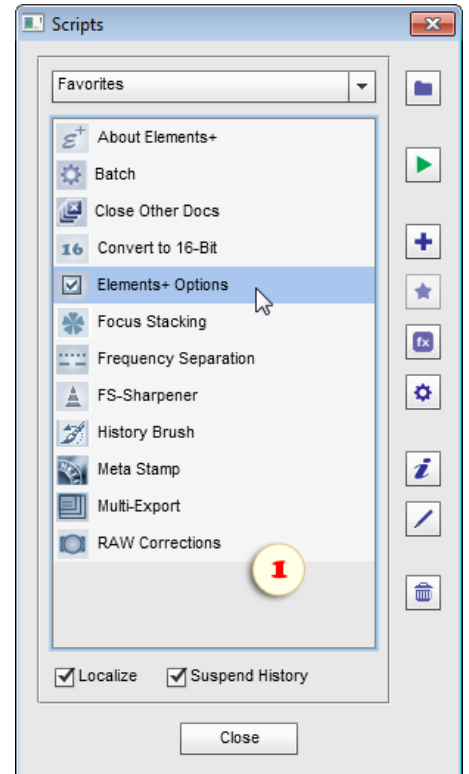 Scripts
Favorites
ε+ About Elements+
Batch
Close Other Docs
16 Convert to 16-Bit
Elements+ Options
Focus Stacking
Frequency Separation
FS-Sharpener
History Brush
Meta Stamp
Multi-Export
RAW Corrections
1
fx
i
Localize Suspend History
Close